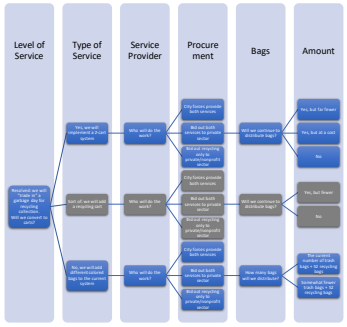 Level of
Service
Type of
Service
Service
Provider
Procure
ment
Bags
Amount
Resolved: we will
"trade in" a
garbage day for
recycling
collection.
Will we convert to
carts?
Yes, we will
implement a 2-cart
system
Who will do the
work?
City forces provide
both services
Bid out both
services to private
sector
Bid out recycling
only to
private/nonprofit
sector
Will we continue to
distribute bags?
Yes, but far fewer
Yes, but at a cost
No
Sort of: we will add
a recycling cart
Who will do the
work?
City forces provide
both services
Bid out both
services to private
sector
Bid out recycling
only to
private/nonprofit
sector
Will we continue to
distribute bags?
Yes, but fewer
No
No, we will add
different colored
bags to the current
system
Who will do the
work?
City forces provide
both services
Bid out both
services to private
sector
Bid out recycling
only to
private/nonprofit
sector
How many bags
will we distribute?
The current
number of trash
bags + 52 recycling
bags
Somewhat fewer
trash bags + 52
recycling bags